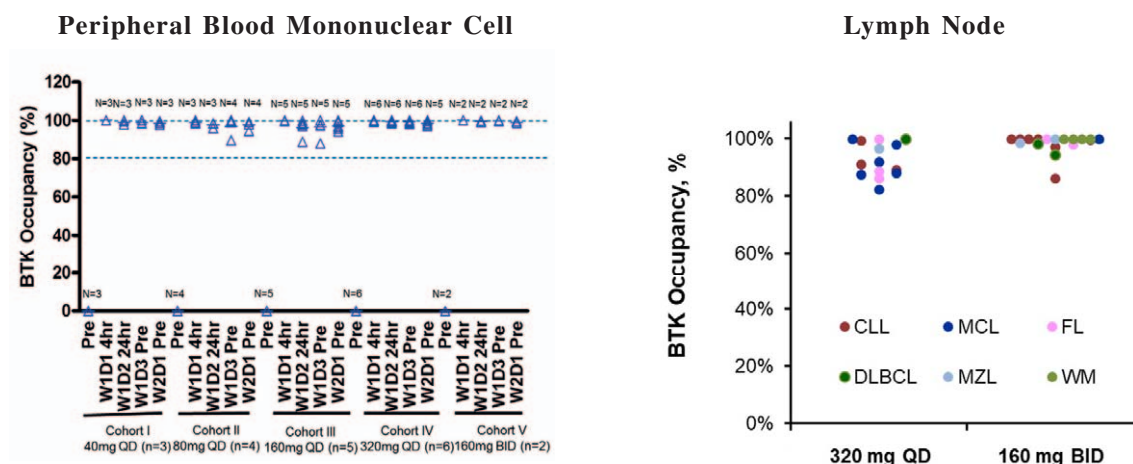 Peripheral Blood Mononuclear Cell
BTK Occupancy (%)
120
100
80
60
40
20
0
N=3 N=3 N=3 N=3 N=3 N=3 N=4 N=4 N=5 N=5 N=5 N=5 N=6 N=6 N=6 N=5 N=2 N=2 N=2 N=2
N=3 N=4 N=5 N=6 N=2
Pre W1D1 4hr W1D2 24hr W1D3 Pre W2D1 Pre
Pre W1D1 4hr W1D2 24hr W1D3 Pre W2D1 Pre
Pre W1D1 4hr W1D2 24hr W1D3 Pre W2D1 Pre
Pre W1D1 4hr W1D2 24hr W1D3 Pre W2D1 Pre
Pre W1D1 4hr W1D2 24hr W1D3 Pre W2D1 Pre
Cohort I Cohort II Cohort III Cohort IV Cohort V
40mg QD (n=3) 80mg QD (n=4) 160mg QD (n=5) 320mg QD (n=6) 160mg BID (n=2)
Lymph Node
BTK Occupancy, %
100%
80%
60%
40%
20%
0%
CLL MCL FL
DLBCL MZL WM
320 mg QD 160 mg BID